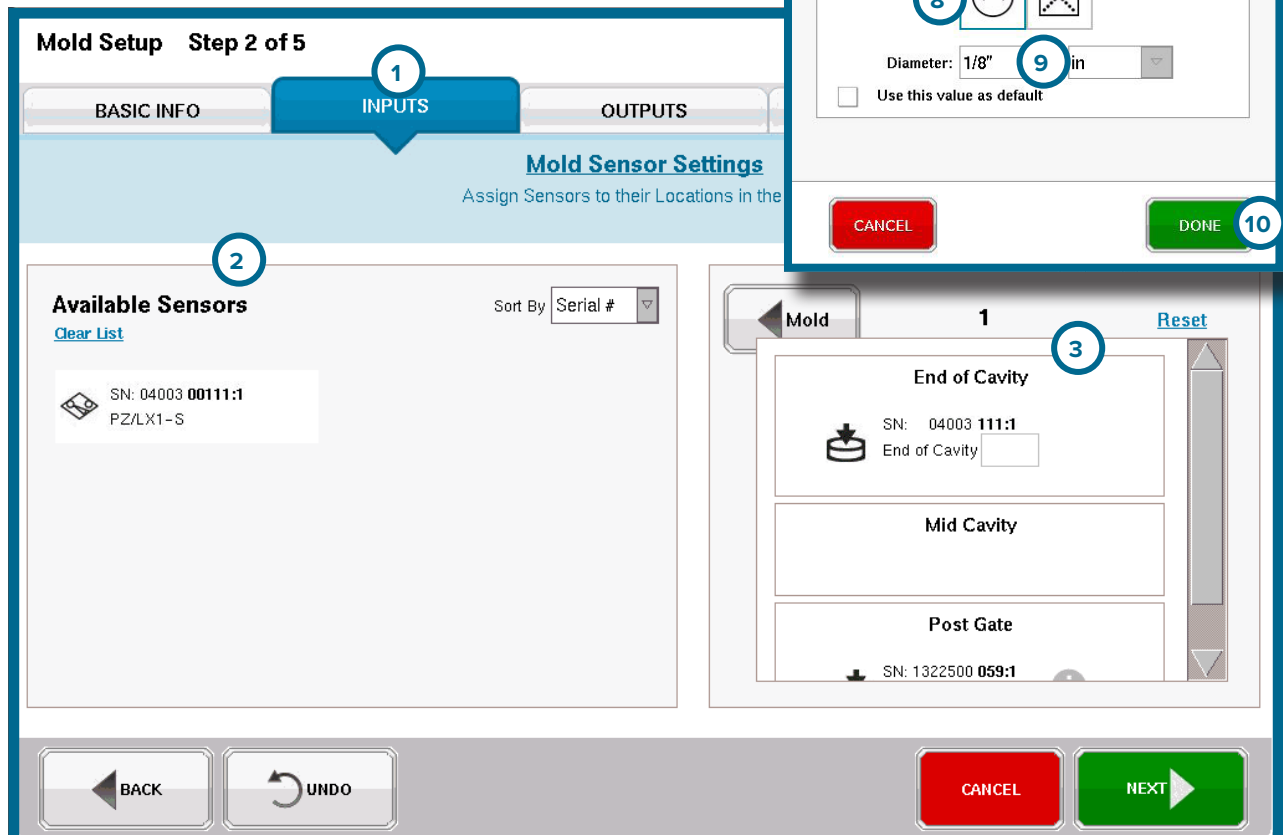 Mold Setup Step 2 of 5
1
BASIC INFO
INPUTS
OUTPUTS
Mold Sensor Settings
Assign Sensors to their Locations in the
8
Diameter: 1/8" 9 in
Use this value as default
CANCEL
DONE 10
2
Available Sensors
Clear List
Sort By Serial #
SN: 04003 00111:1
PZ/LX1-S
Mold
1
Reset
3
End of Cavity
SN: 04003 111:1
End of Cavity
Mid Cavity
Post Gate
SN: 1322500 059:1
BACK
UNDO
CANCEL
NEXT